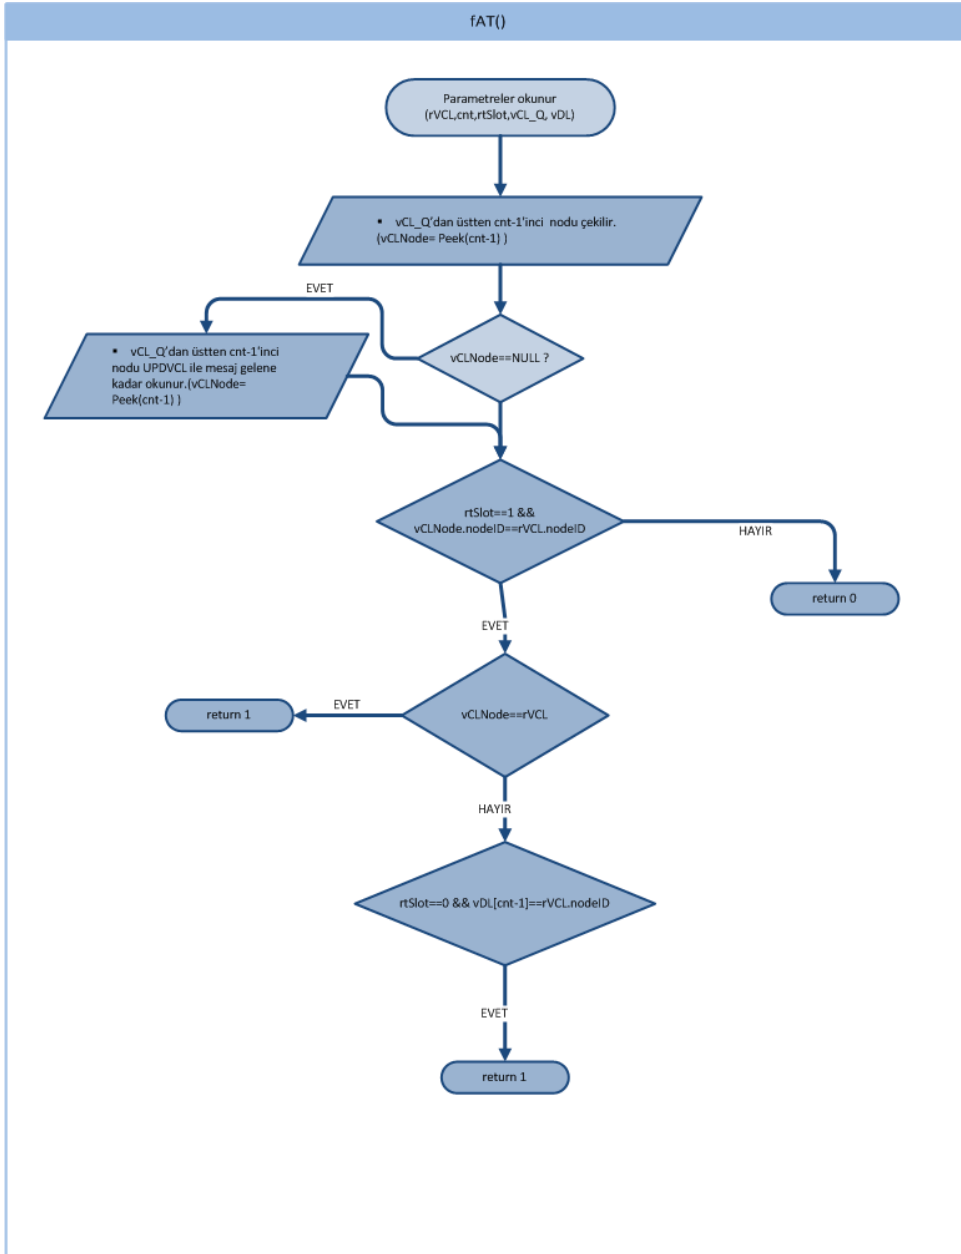 fAT()
Parametreler okunur
(rVCL,cnt,rtSlot,vCL_Q, vDL)
▪ vCL_Q'dan üstten cnt-1'inci nodu çekilir.
(vCLNode= Peek(cnt-1) )
EVET
vCLNode==NULL ?
▪ vCL_Q'dan üstten cnt-1'inci
nodu UPDVCL ile mesaj gelene
kadar okunur.(vCLNode=
Peek(cnt-1) )
rtSlot==1 &&
vCLNode.nodeID==rVCL.nodeID
HAYIR
return 0
EVET
vCLNode==rVCL
EVET
return 1
HAYIR
rtSlot==0 && vDL[cnt-1]==rVCL.nodeID
EVET
return 1